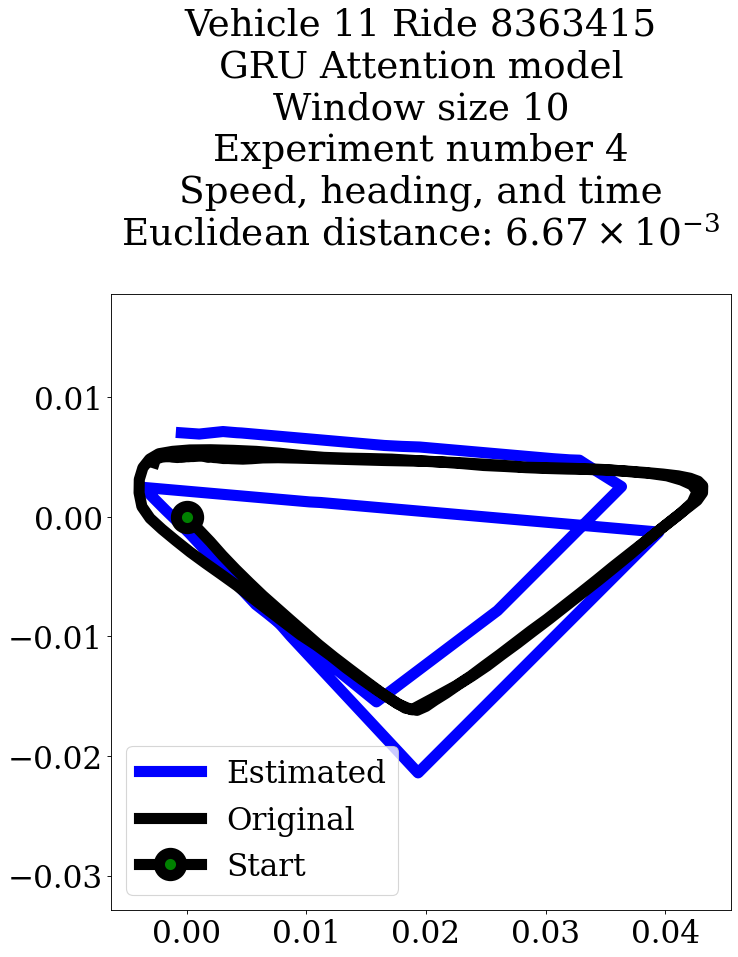 Vehicle 11 Ride 8363415
GRU Attention model
Window size 10
Experiment number 4
Speed, heading, and time
Euclidean distance: 6.67 × 10⁻³
0.01
0.00
−0.01
−0.02
−0.03
Estimated
Original
Start
0.00 0.01 0.02 0.03 0.04